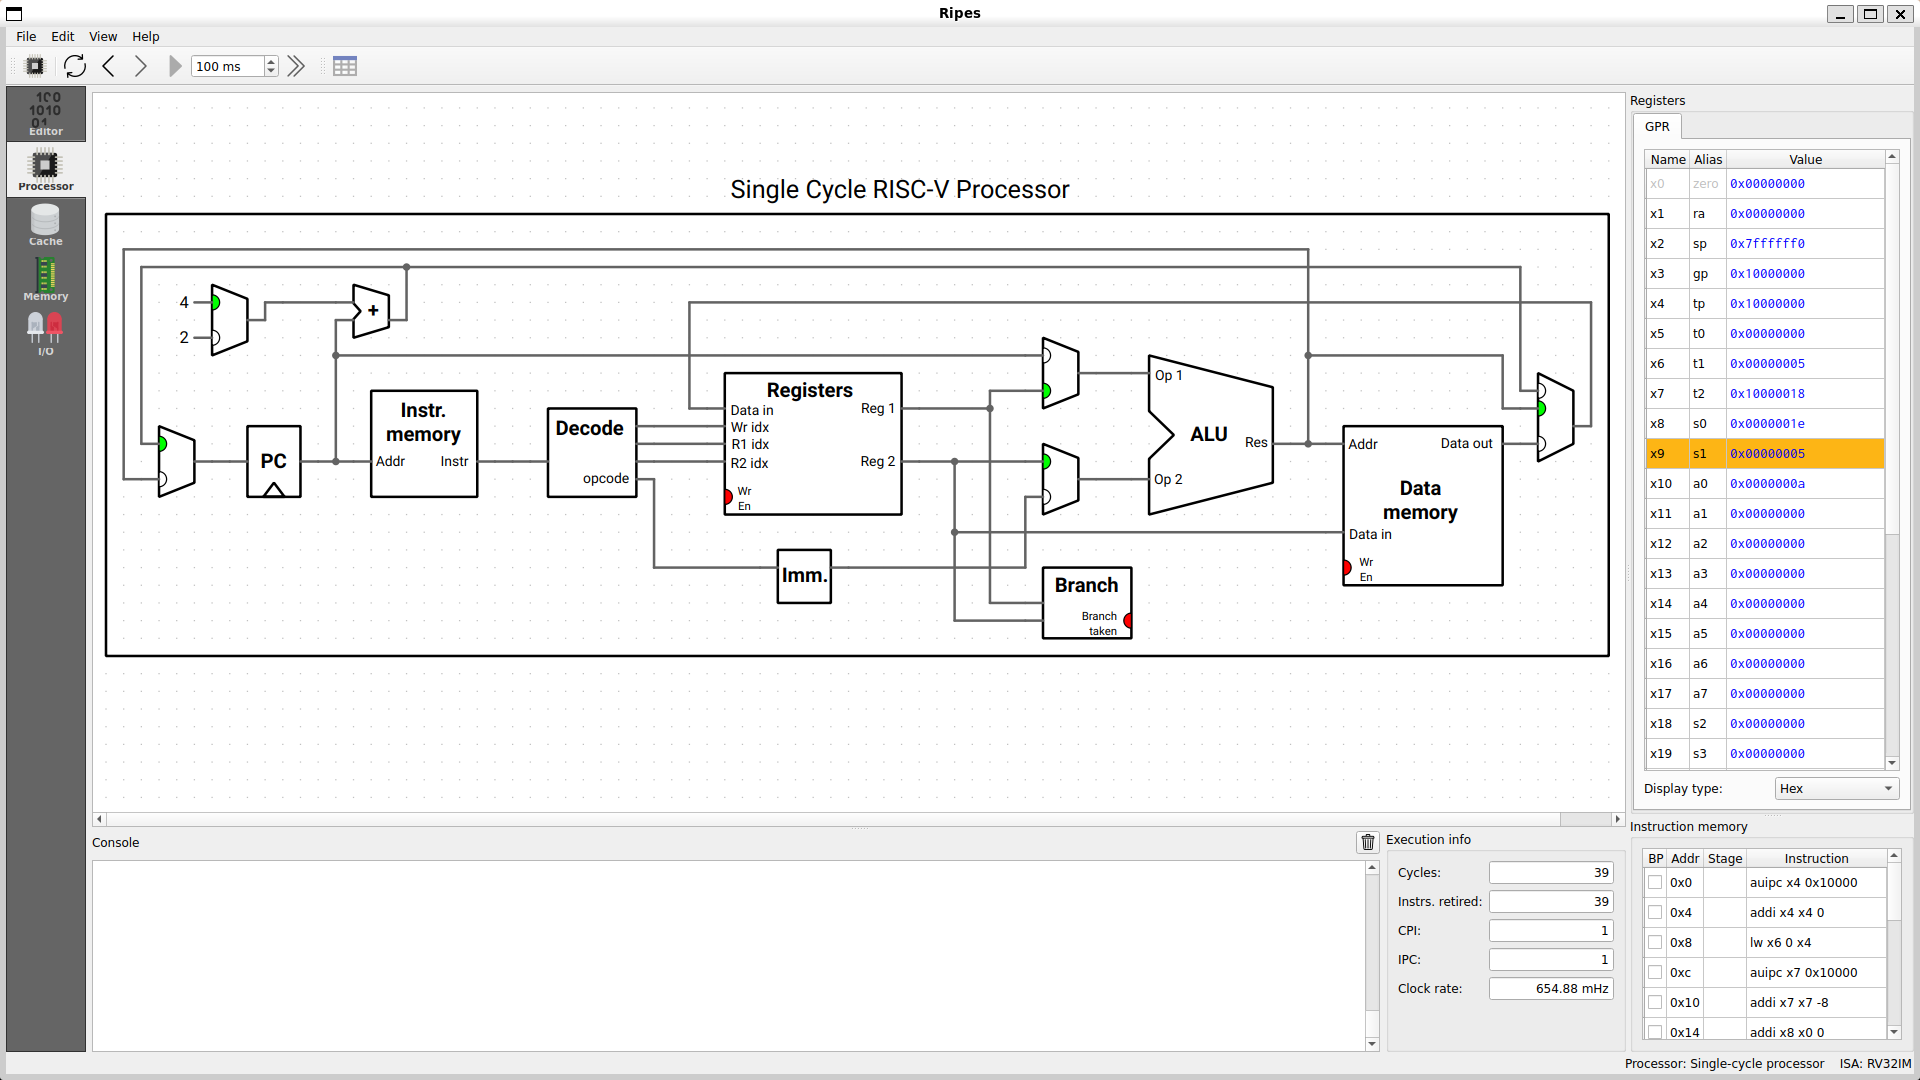 Ripes
File Edit View Help
100 ms
Editor
Processor
Cache
Memory
I/O
Single Cycle RISC-V Processor
4
2
+
PC
Instr. memory
Addr Instr
Decode
opcode
Registers
Data in
Wr idx
R1 idx
R2 idx
Wr En
Reg 1
Reg 2
Imm.
Op 1
ALU
Res
Op 2
Branch
Branch taken
Addr Data out
Data memory
Data in
Wr En
Registers
GPR
Name Alias Value
x0 zero 0x00000000
x1 ra 0x00000000
x2 sp 0x7ffffff0
x3 gp 0x10000000
x4 tp 0x10000000
x5 t0 0x00000000
x6 t1 0x00000005
x7 t2 0x10000018
x8 s0 0x0000001e
x9 s1 0x00000005
x10 a0 0x0000000a
x11 a1 0x00000000
x12 a2 0x00000000
x13 a3 0x00000000
x14 a4 0x00000000
x15 a5 0x00000000
x16 a6 0x00000000
x17 a7 0x00000000
x18 s2 0x00000000
x19 s3 0x00000000
Display type: Hex
Console
Execution info
Cycles: 39
Instrs. retired: 39
CPI: 1
IPC: 1
Clock rate: 654.88 mHz
Instruction memory
BP Addr Stage Instruction
0x0 auipc x4 0x10000
0x4 addi x4 x4 0
0x8 lw x6 0 x4
0xc auipc x7 0x10000
0x10 addi x7 x7 -8
0x14 addi x8 x0 0
Processor: Single-cycle processor ISA: RV32IM